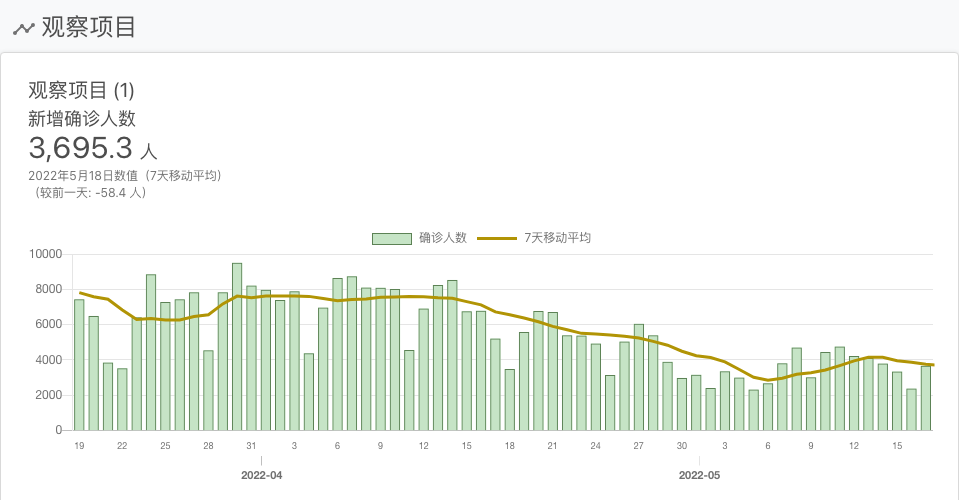 观察项目
观察项目 (1)
新增确诊人数
3,695.3 人
2022年5月18日数值（7天移动平均）
（较前一天: -58.4 人）
确诊人数 7天移动平均
10000
8000
6000
4000
2000
0
19 22 25 28 31 3 6 9 12 15 18 21 24 27 30 3 6 9 12 15
2022-04 2022-05